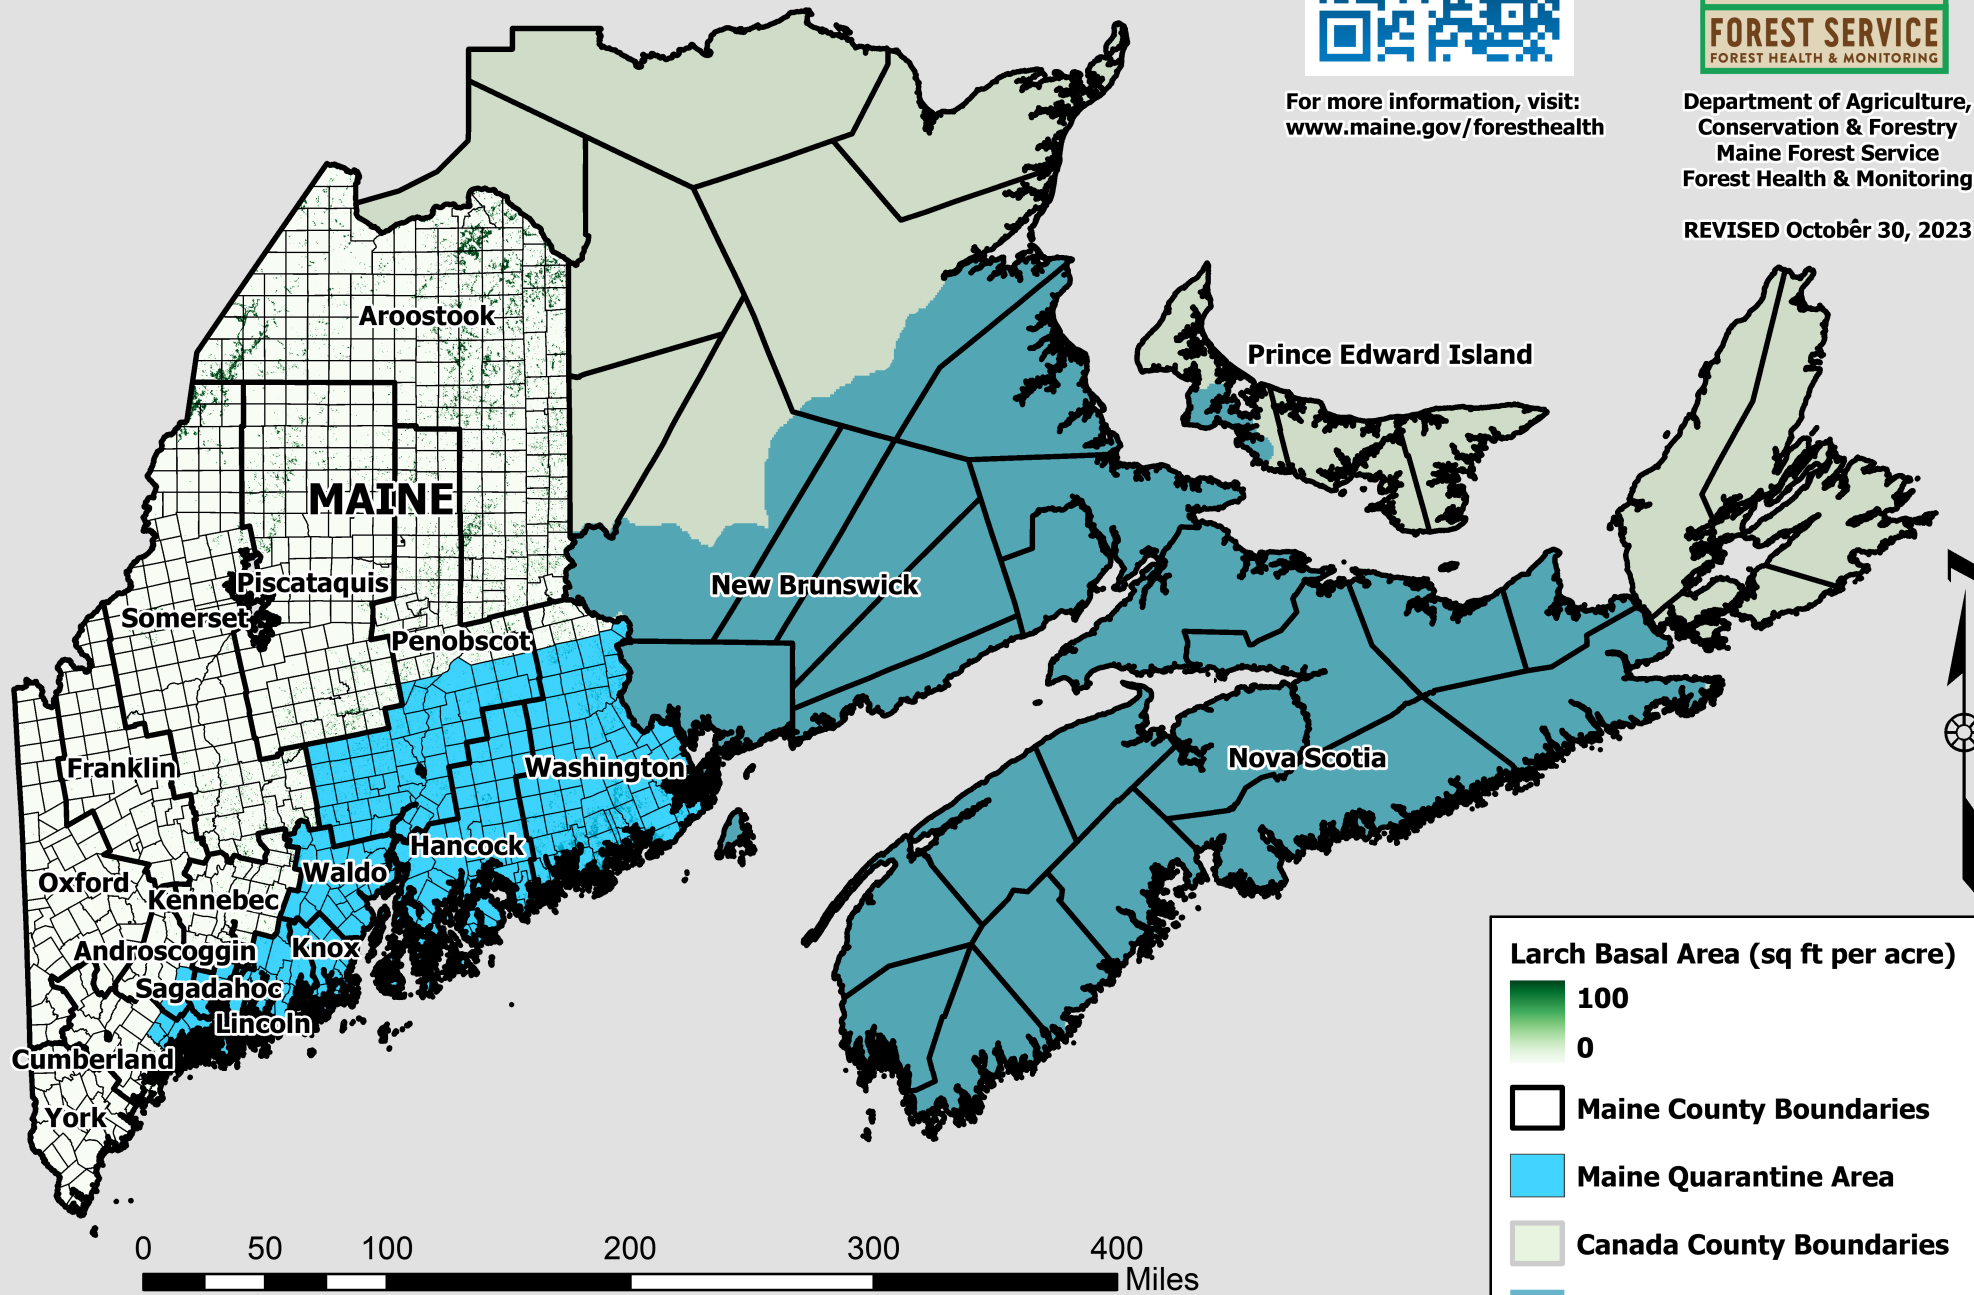 FOREST SERVICE
FOREST HEALTH & MONITORING
For more information, visit:
www.maine.gov/foresthealth
Department of Agriculture,
Conservation & Forestry
Maine Forest Service
Forest Health & Monitoring
REVISED October 30, 2023
Aroostook
Prince Edward Island
MAINE
Piscataquis
New Brunswick
Somerset
Penobscot
Franklin
Washington
Nova Scotia
Hancock
Waldo
Oxford
Kennebec
Androscoggin
Knox
Sagadahoc
Lincoln
Cumberland
York
Larch Basal Area (sq ft per acre)
100
0
Maine County Boundaries
Maine Quarantine Area
Canada County Boundaries
0 50 100 200 300 400
Miles